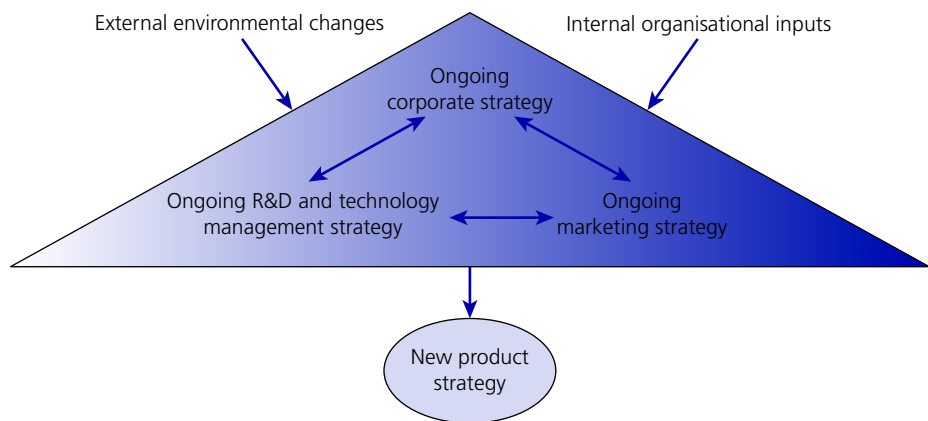 External environmental changes
Internal organisational inputs
Ongoing
corporate strategy
Ongoing R&D and technology
management strategy
Ongoing
marketing strategy
New product
strategy